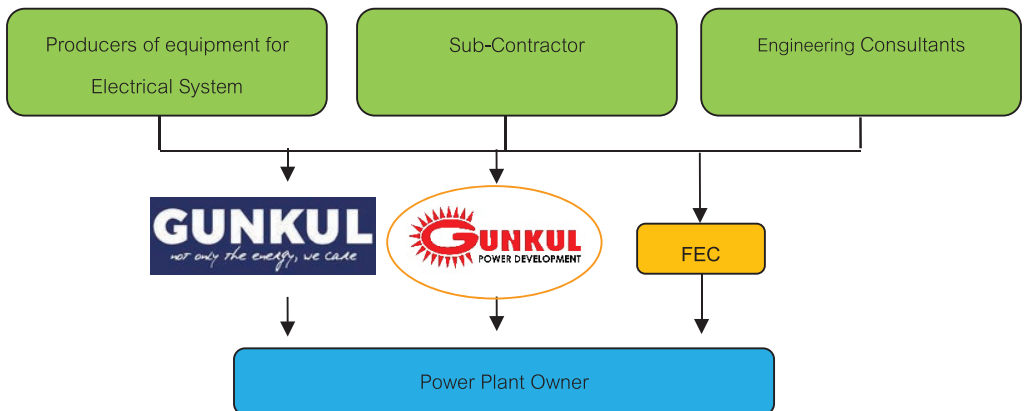 Producers of equipment for
Electrical System
Sub-Contractor
Engineering Consultants
GUNKUL
not only the energy, we care
GUNKUL
POWER DEVELOPMENT
FEC
Power Plant Owner